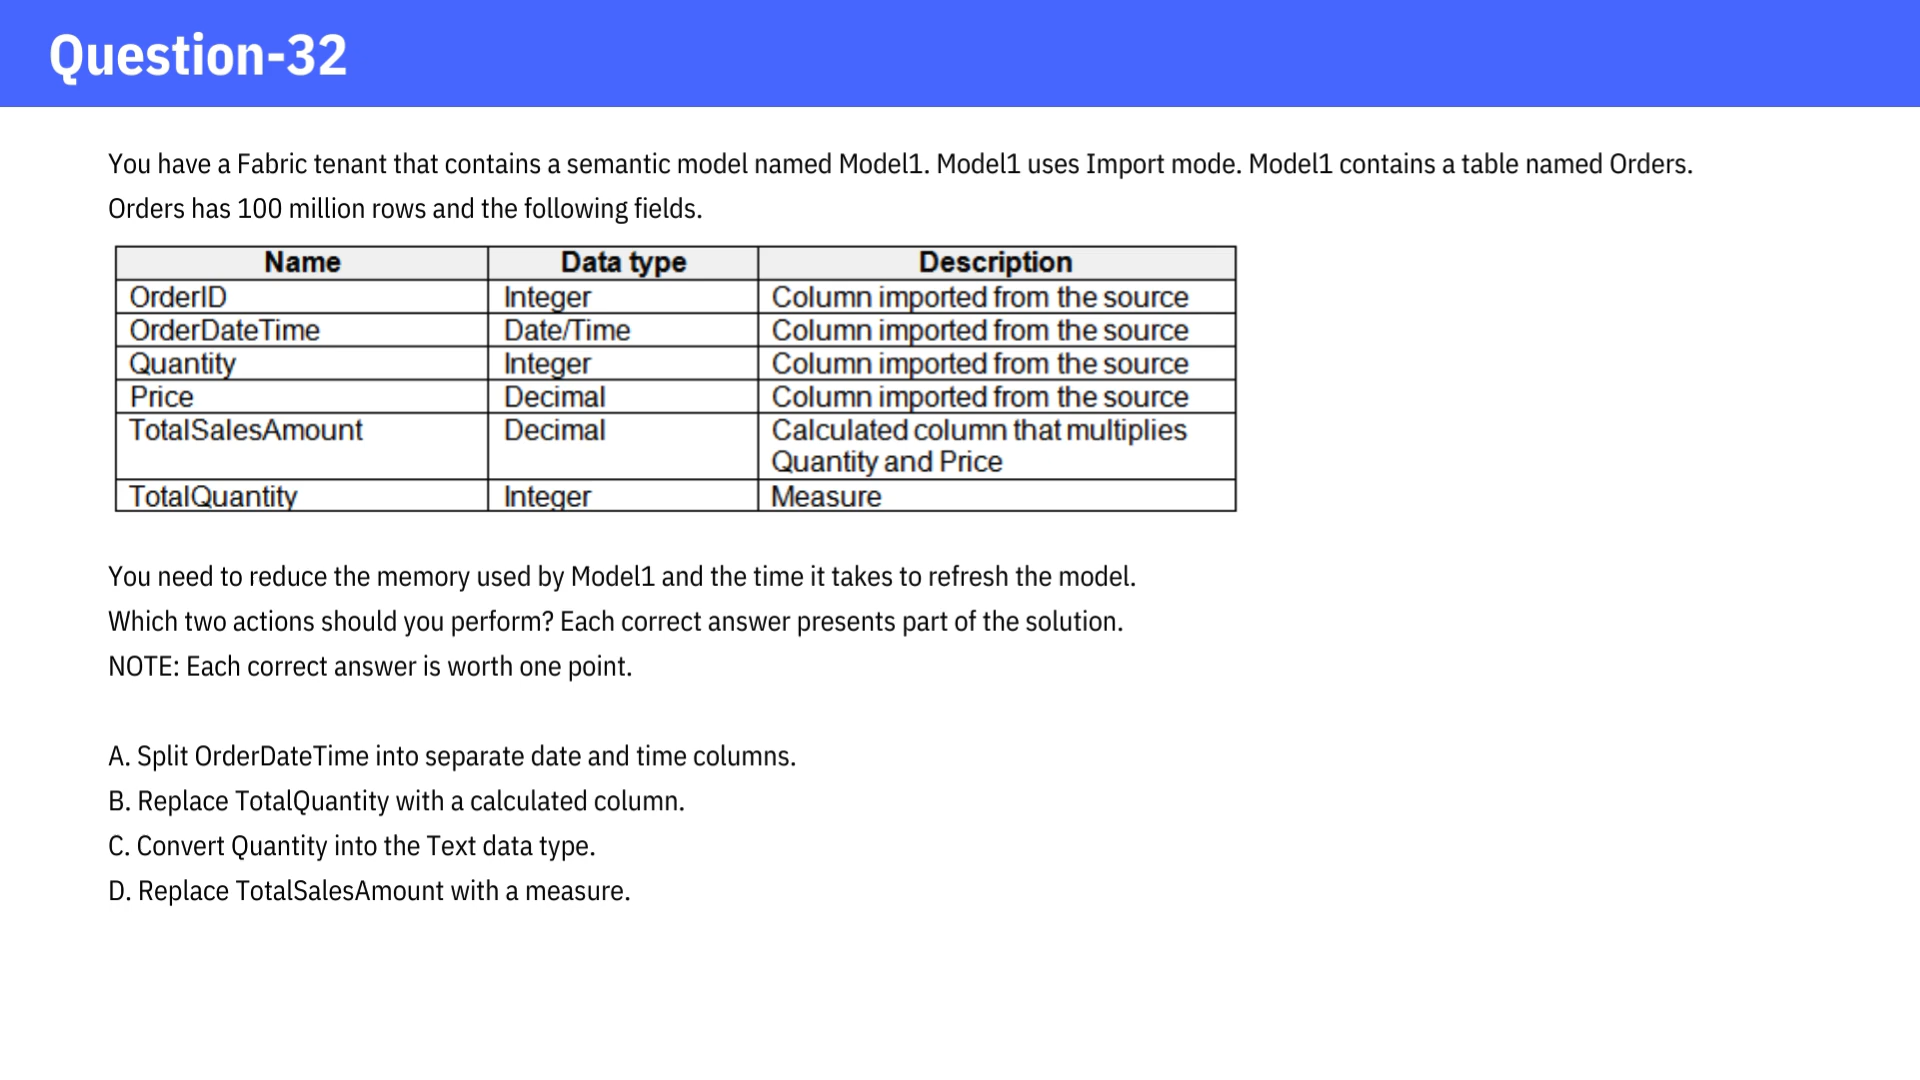 Question-32
You have a Fabric tenant that contains a semantic model named Model1. Model1 uses Import mode. Model1 contains a table named Orders.
Orders has 100 million rows and the following fields.
Name Data type Description
OrderID Integer Column imported from the source
OrderDateTime Date/Time Column imported from the source
Quantity Integer Column imported from the source
Price Decimal Column imported from the source
TotalSalesAmount Decimal Calculated column that multiplies
Quantity and Price
TotalQuantity Integer Measure
You need to reduce the memory used by Model1 and the time it takes to refresh the model.
Which two actions should you perform? Each correct answer presents part of the solution.
NOTE: Each correct answer is worth one point.
A. Split OrderDateTime into separate date and time columns.
B. Replace TotalQuantity with a calculated column.
C. Convert Quantity into the Text data type.
D. Replace TotalSalesAmount with a measure.